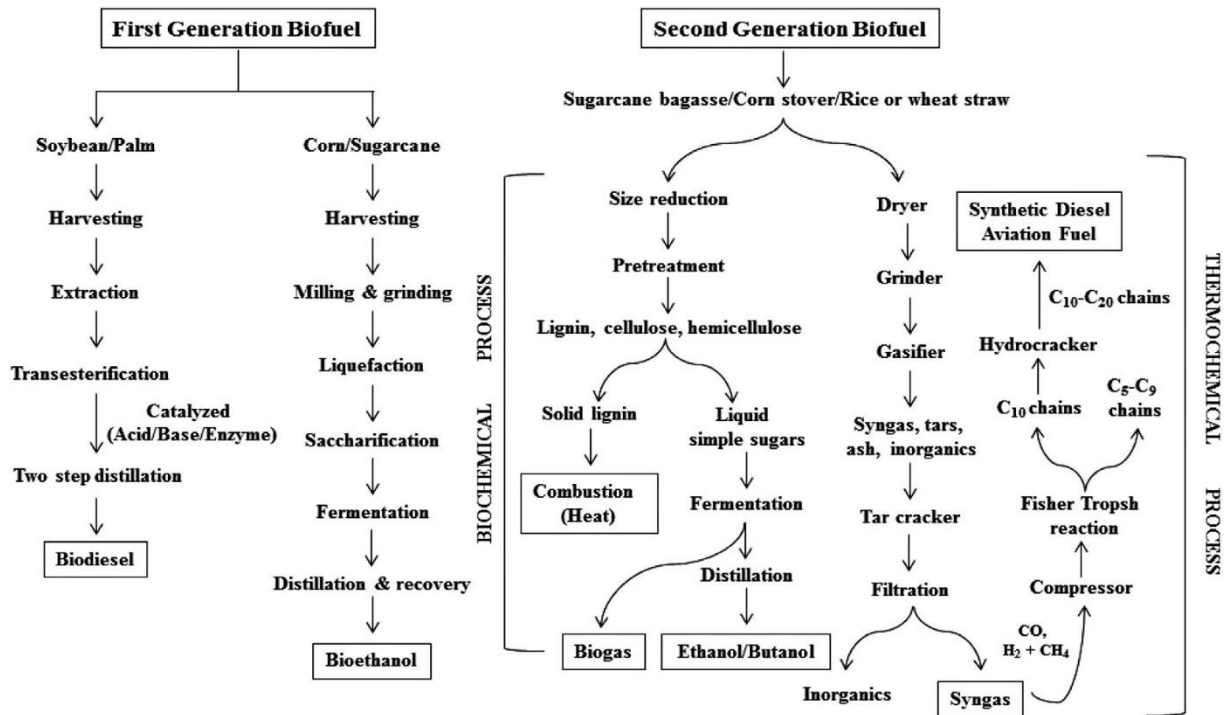 First Generation Biofuel
Soybean/Palm
Harvesting
Extraction
Transesterification
Catalyzed
(Acid/Base/Enzyme)
Two step distillation
Biodiesel
Corn/Sugarcane
Harvesting
Milling & grinding
Liquefaction
Saccharification
Fermentation
Distillation & recovery
Bioethanol
Second Generation Biofuel
Sugarcane bagasse/Corn stover/Rice or wheat straw
BIOCHEMICAL PROCESS
Size reduction
Pretreatment
Lignin, cellulose, hemicellulose
Solid lignin
Combustion
(Heat)
Liquid
simple sugars
Fermentation
Distillation
Biogas
Ethanol/Butanol
Dryer
Grinder
Gasifier
Syngas, tars,
ash, inorganics
Tar cracker
Filtration
Inorganics
Syngas
CO,
H₂ + CH₄
Compressor
Fisher Tropsh
reaction
C₁₀ chains
C₅-C₉
chains
Hydrocracker
C₁₀-C₂₀ chains
Synthetic Diesel
Aviation Fuel
THERMOCHEMICAL PROCESS